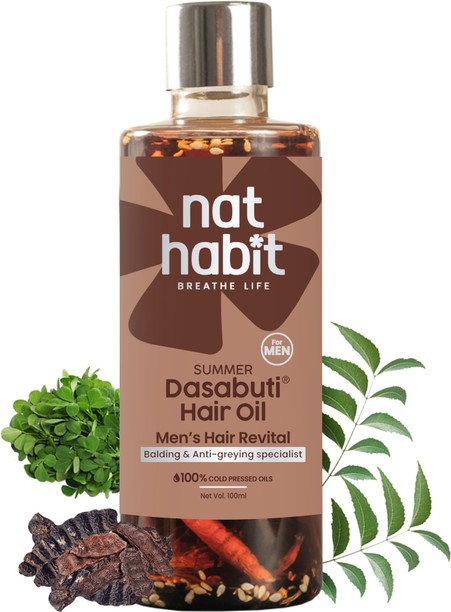 nat
habit
BREATHE LIFE
For
MEN
SUMMER
Dasabuti®
Hair Oil
Men's Hair Revital
Balding & Anti-greying specialist
100% COLD PRESSED OILS
Net Vol. 100ml